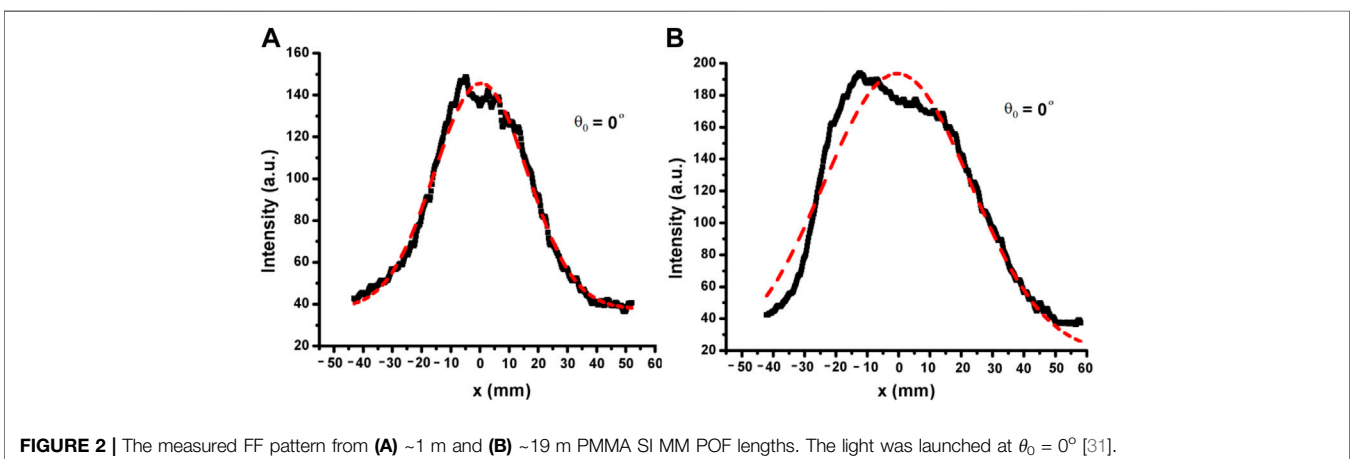 A
160
140
120
100
80
60
40
20
Intensity (a.u.)
θ₀ = 0°
-50 -40 -30 -20 -10 0 10 20 30 40 50 60
x (mm)
B
200
180
160
140
120
100
80
60
40
20
Intensity (a.u.)
θ₀ = 0°
-50 -40 -30 -20 -10 0 10 20 30 40 50 60
x (mm)
FIGURE 2 | The measured FF pattern from (A) ~1 m and (B) ~19 m PMMA SI MM POF lengths. The light was launched at θ₀ = 0° [31].